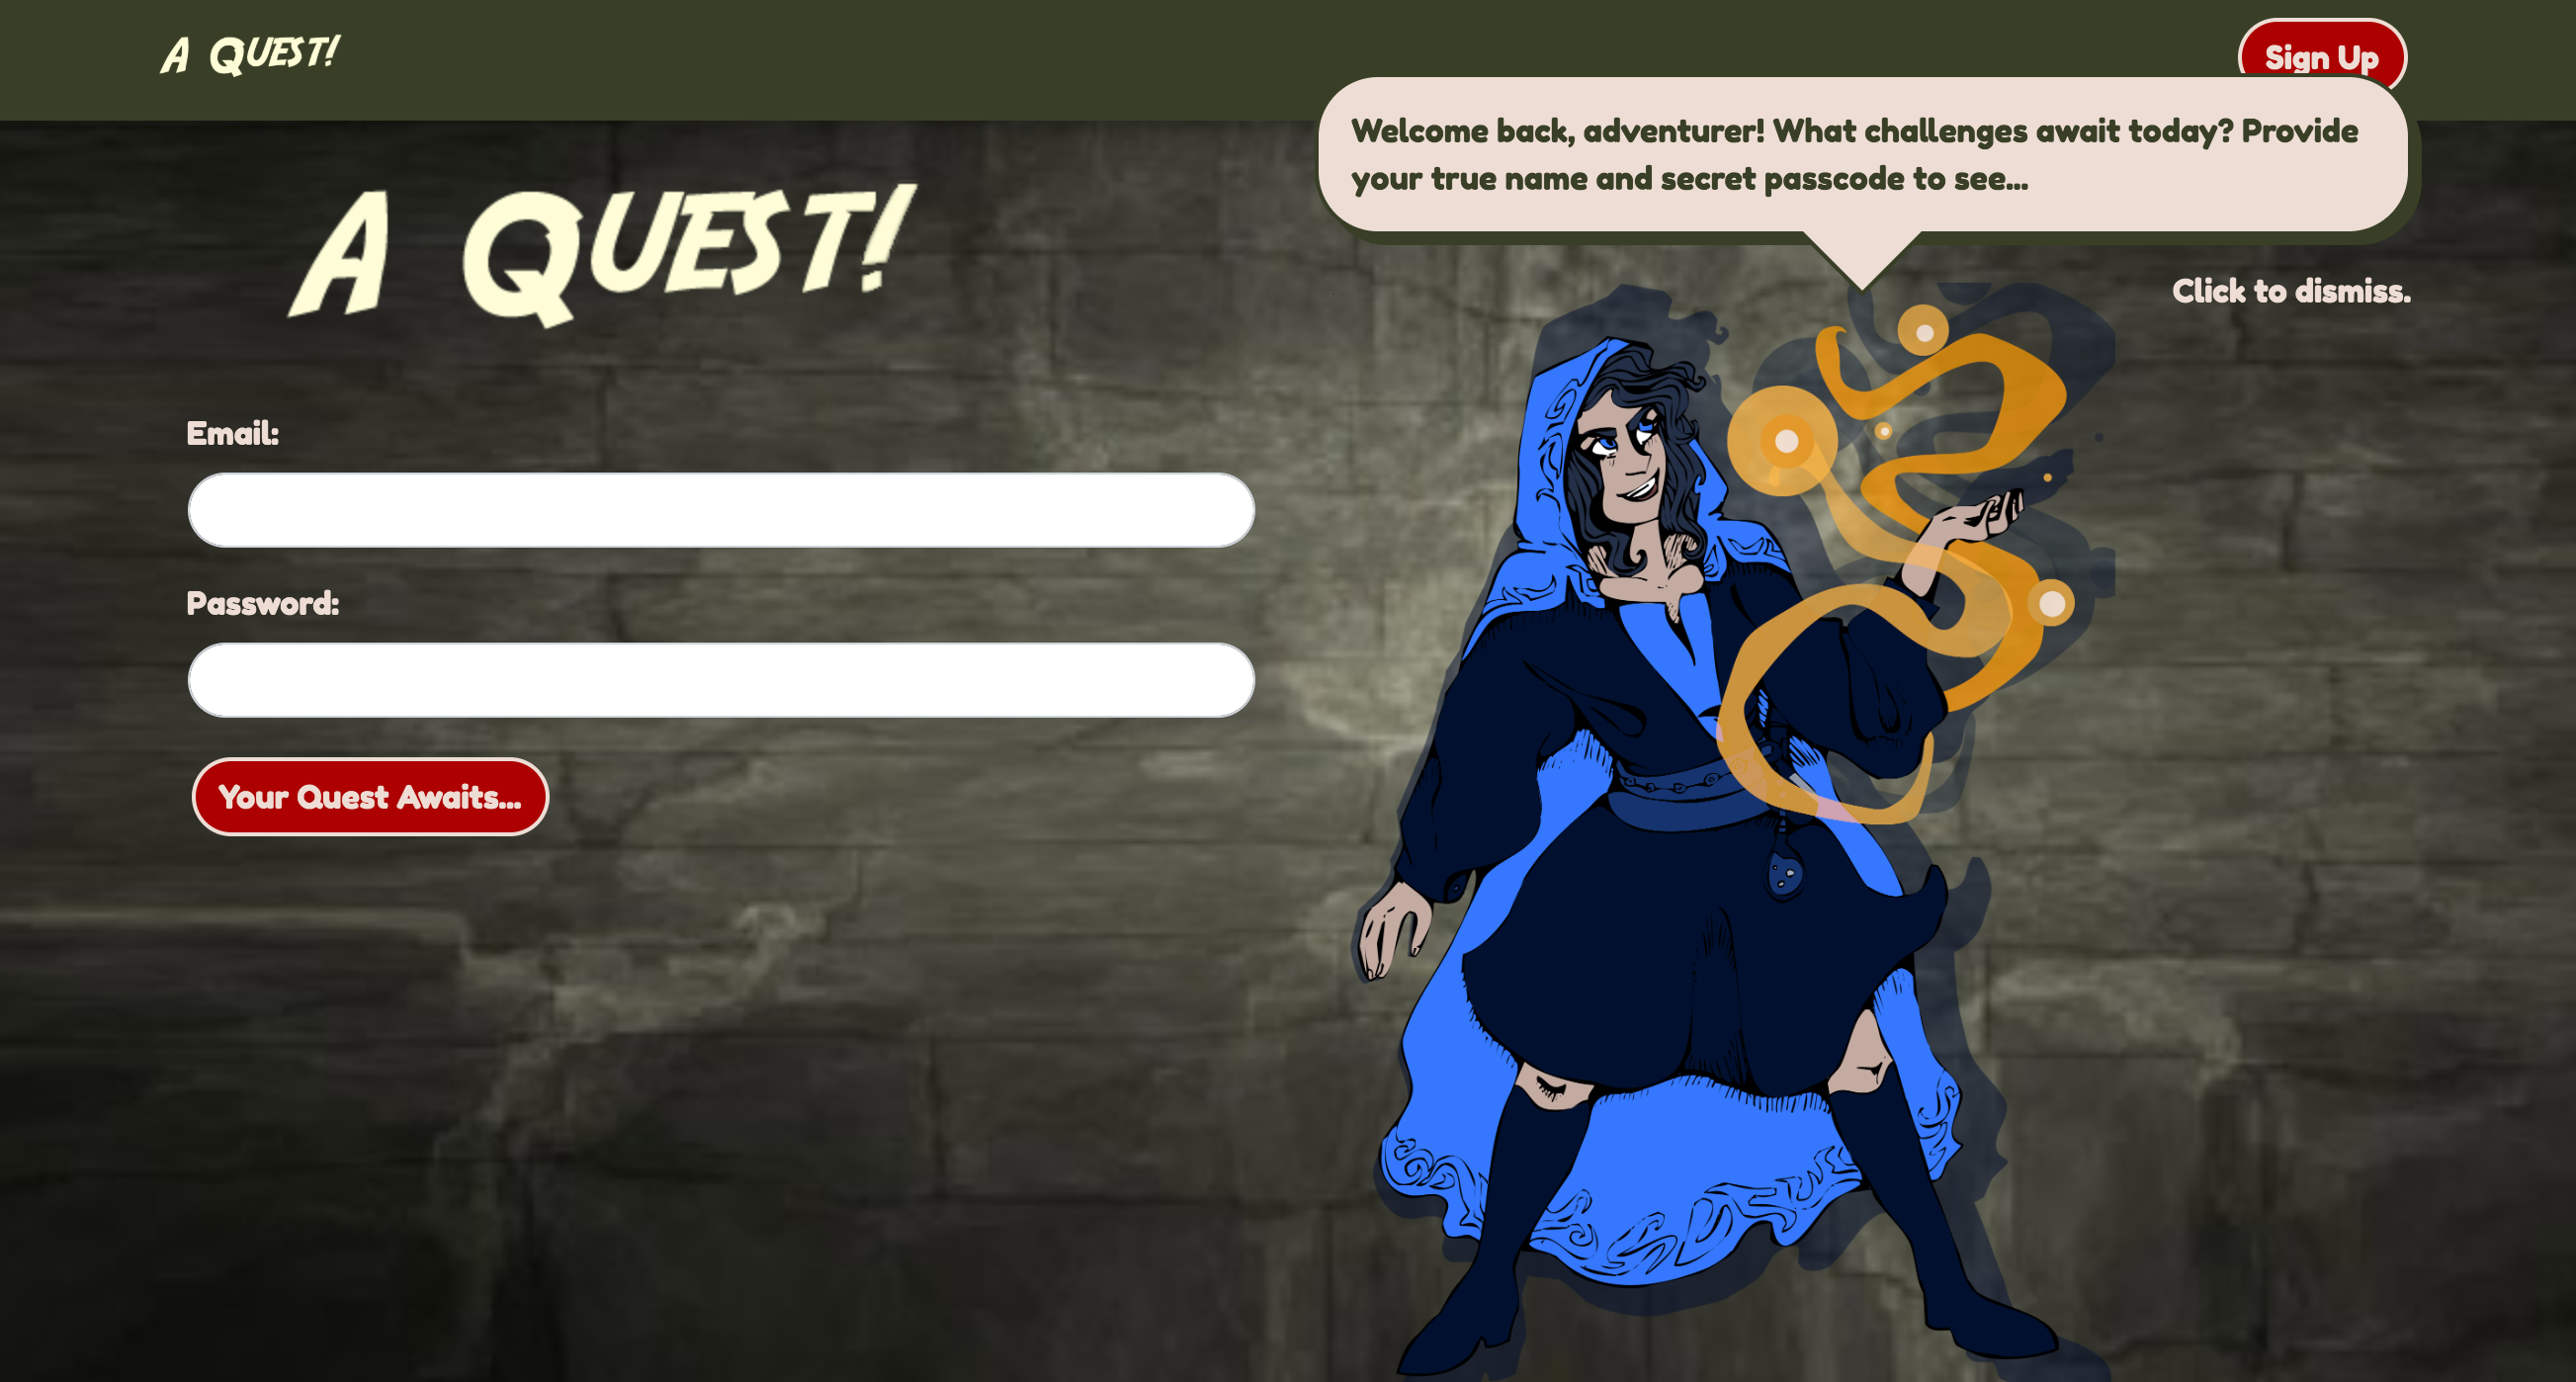 A QUEST!
Sign Up
Welcome back, adventurer! What challenges await today? Provide
your true name and secret passcode to see...
A QUEST!
Click to dismiss.
Email:
Password:
Your Quest Awaits...